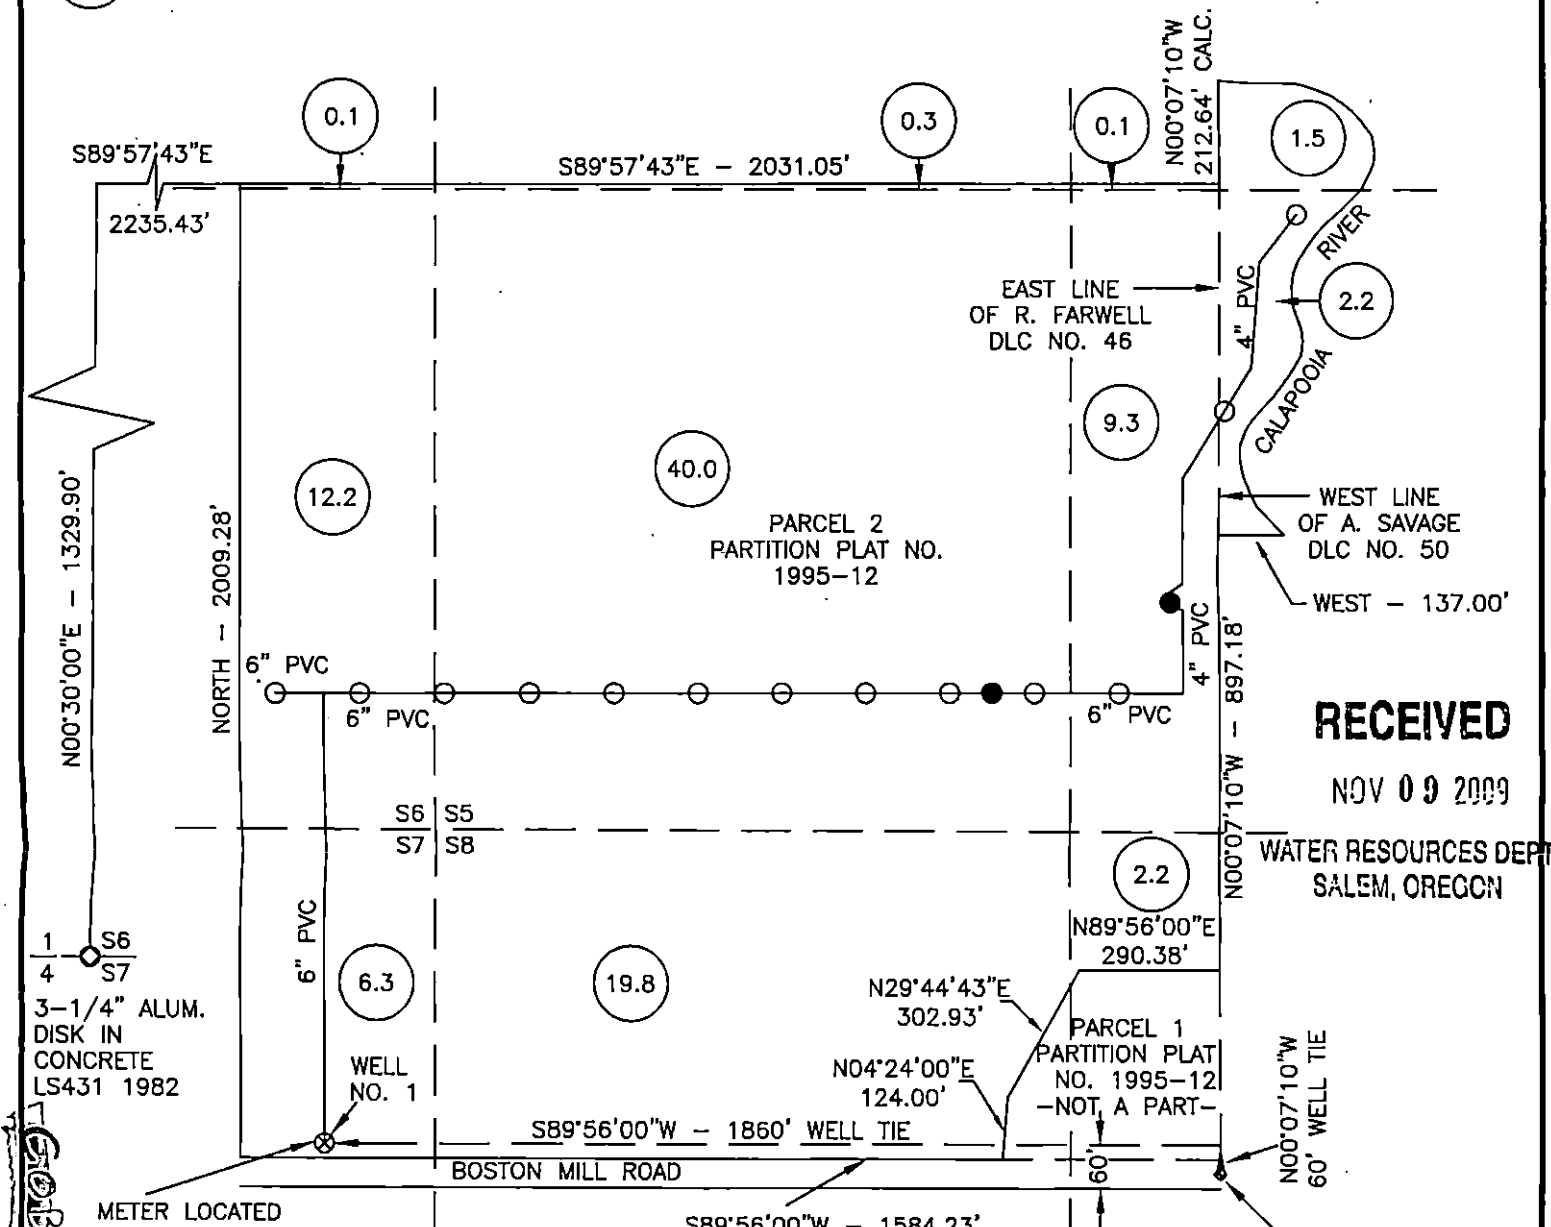 N00°07'10"W
212.64' CALC.
0.1
0.3
0.1
1.5
S89°57'43"E
S89°57'43"E – 2031.05'
2235.43'
RIVER
EAST LINE
OF R. FARWELL
DLC NO. 46
4" PVC
2.2
CALAPOOIA
9.3
40.0
12.2
N00°30'00"E – 1329.90'
NORTH – 2009.28'
PARCEL 2
PARTITION PLAT NO.
1995–12
WEST LINE
OF A. SAVAGE
DLC NO. 50
WEST – 137.00'
4" PVC
N00°07'10"W – 897.18'
6" PVC
6" PVC
6" PVC
RECEIVED
NOV 09 2009
WATER RESOURCES DEPT
SALEM, OREGON
S6 S5
S7 S8
2.2
N89°56'00"E
290.38'
6" PVC
6.3
19.8
1 S6
4 S7
3–1/4" ALUM.
DISK IN
CONCRETE
LS431 1982
N29°44'43"E
302.93'
PARCEL 1
PARTITION PLAT
NO. 1995–12
–NOT A PART–
N04°24'00"E
124.00'
WELL
NO. 1
N00°07'10"W
60' WELL TIE
S89°56'00"W – 1860' WELL TIE
BOSTON MILL ROAD
60'
METER LOCATED
S89°56'00"W – 1584.23'